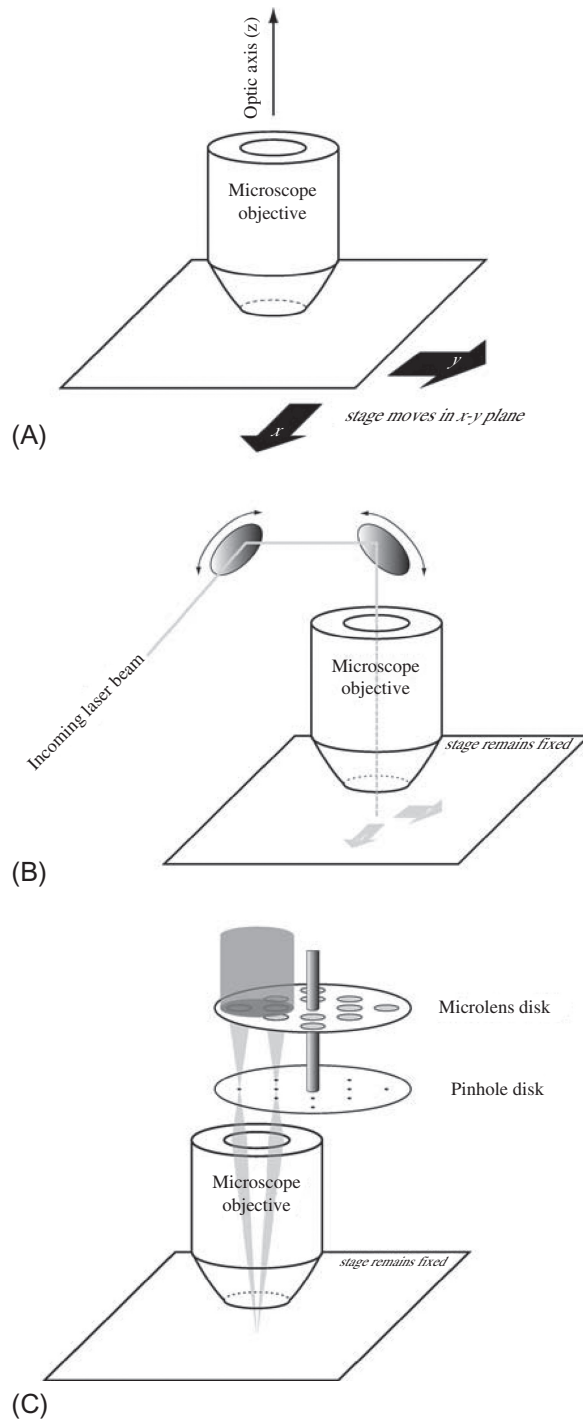 Optic axis (z)
Microscope
objective
y
x
stage moves in x-y plane
(A)
Incoming laser beam
Microscope
objective
stage remains fixed
(B)
Microlens disk
Pinhole disk
Microscope
objective
stage remains fixed
(C)